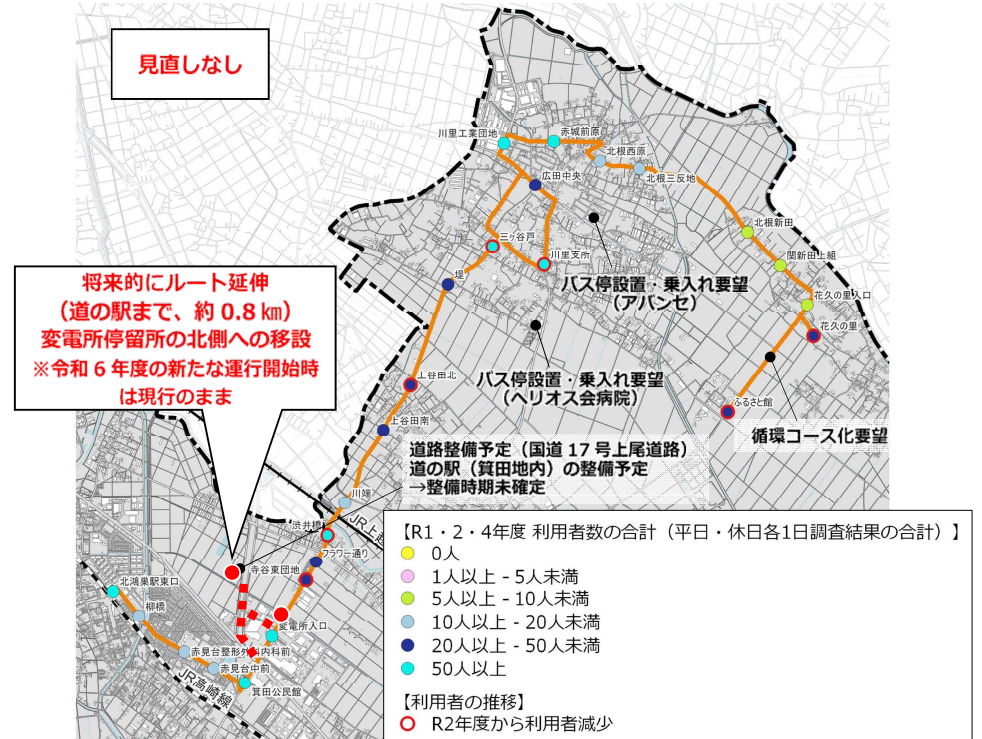 見直しなし
川里工業団地
赤城前原
北根西原
北根三反地
広田中央
北根新田
三ヶ谷戸
川里支所
関新田上組
堤
バス停設置・乗入れ要望
(アバンセ)
花久の里入口
花久の里
将来的にルート延伸
(道の駅まで、約 0.8 ㎞)
変電所停留所の北側への移設
※令和 6 年度の新たな運行開始時
は現行のまま
上谷田北
バス停設置・乗入れ要望
(ヘリオス会病院)
ふるさと館
循環コース化要望
上谷田南
道路整備予定(国道 17 号上尾道路)
道の駅(箕田地内)の整備予定
→整備時期未確定
川端
JR上越
渋井橋
フラワー通り
寺谷東団地
北鴻巣駅東口
柳橋
変電所入口
赤見台整形外科内科前
赤見台中前
箕田公民館
JR高崎線
【R1・2・4年度 利用者数の合計(平日・休日各1日調査結果の合計)】
0人
1人以上 - 5人未満
5人以上 - 10人未満
10人以上 - 20人未満
20人以上 - 50人未満
50人以上
【利用者の推移】
R2年度から利用者減少